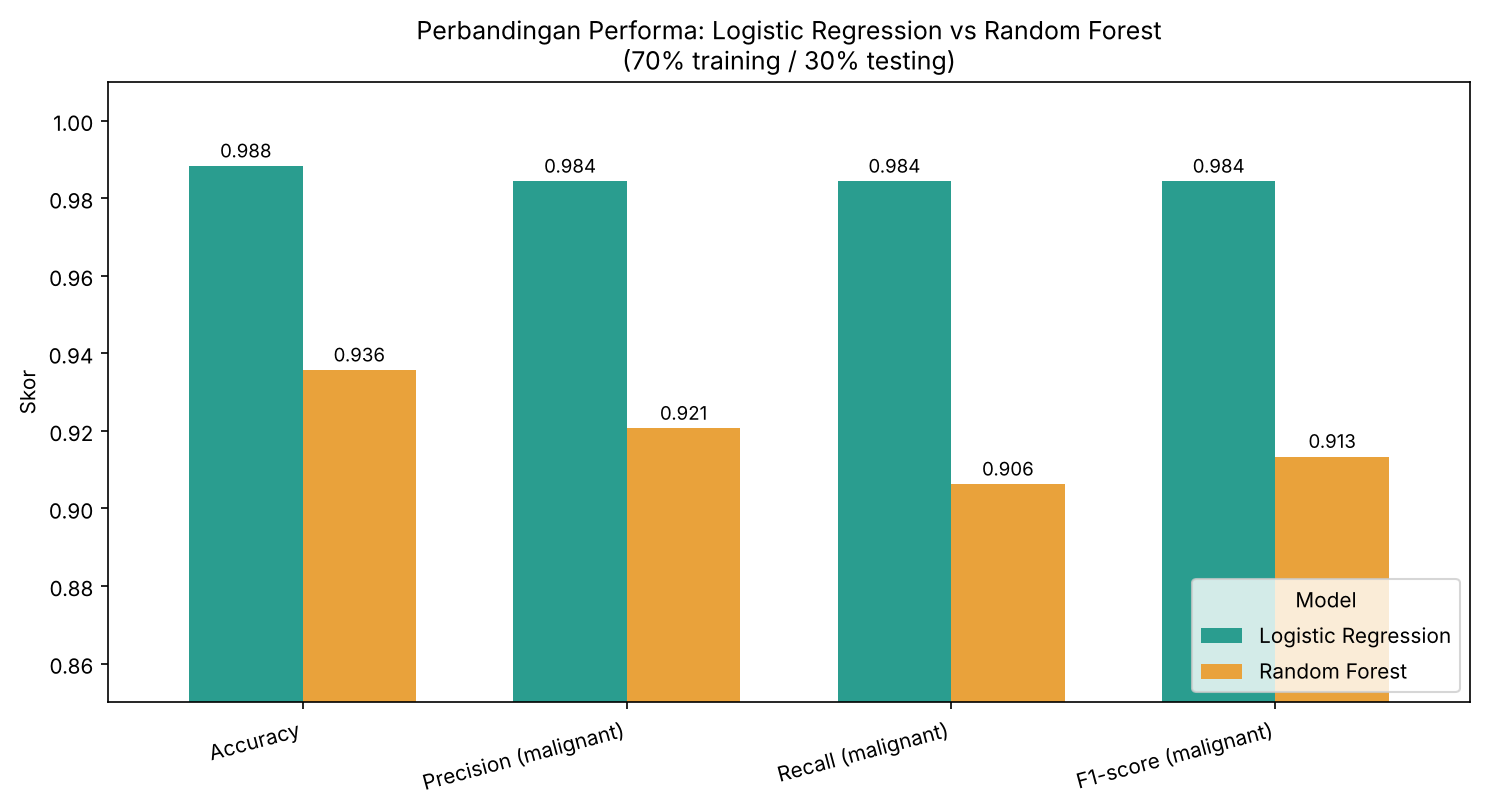 Perbandingan Performa: Logistic Regression vs Random Forest
(70% training / 30% testing)
Skor
1.00
0.98
0.96
0.94
0.92
0.90
0.88
0.86
0.988
0.936
0.984
0.921
0.984
0.906
0.984
0.913
Accuracy
Precision (malignant)
Recall (malignant)
F1-score (malignant)
Model
Logistic Regression
Random Forest